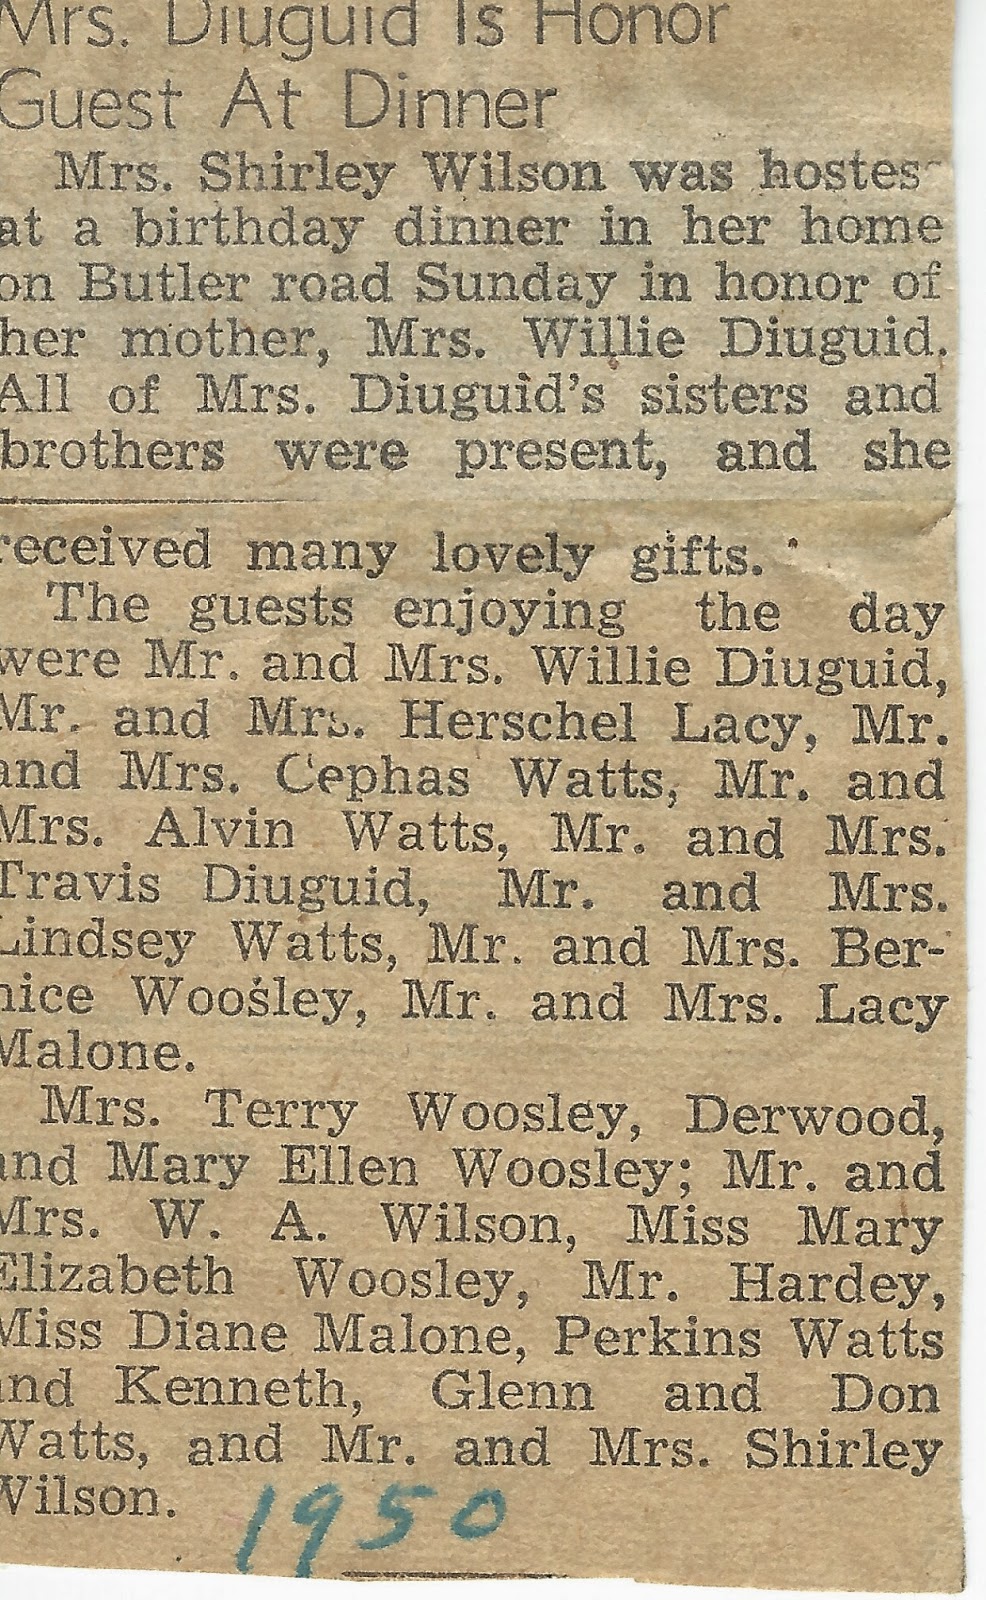 Mrs. Diuguid Is Honor
Guest At Dinner
Mrs. Shirley Wilson was hostes
at a birthday dinner in her home
on Butler road Sunday in honor of
her mother, Mrs. Willie Diuguid.
All of Mrs. Diuguid's sisters and
brothers were present, and she
received many lovely gifts.
The guests enjoying the day
were Mr. and Mrs. Willie Diuguid,
Mr. and Mrs. Herschel Lacy, Mr.
and Mrs. Cephas Watts, Mr. and
Mrs. Alvin Watts, Mr. and Mrs.
Travis Diuguid, Mr. and Mrs.
Lindsey Watts, Mr. and Mrs. Ber-
nice Woosley, Mr. and Mrs. Lacy
Malone.
Mrs. Terry Woosley, Derwood,
and Mary Ellen Woosley; Mr. and
Mrs. W. A. Wilson, Miss Mary
Elizabeth Woosley, Mr. Hardey,
Miss Diane Malone, Perkins Watts
and Kenneth, Glenn and Don
Watts, and Mr. and Mrs. Shirley
Wilson.
1950